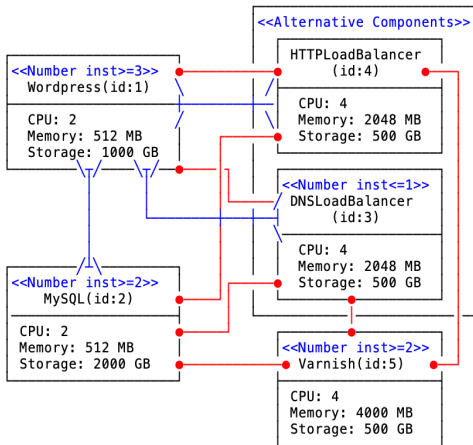 <<Alternative Components>>
<<Number inst>=3>>
Wordpress(id:1)
CPU: 2
Memory: 512 MB
Storage: 1000 GB
HTTPLoadBalancer
(id:4)
CPU: 4
Memory: 2048 MB
Storage: 500 GB
<<Number inst<=1>>
DNSLoadBalancer
(id:3)
CPU: 4
Memory: 2048 MB
Storage: 500 GB
<<Number inst>=2>>
MySQL(id:2)
CPU: 2
Memory: 512 MB
Storage: 2000 GB
<<Number inst>=2>>
Varnish(id:5)
CPU: 4
Memory: 4000 MB
Storage: 500 GB